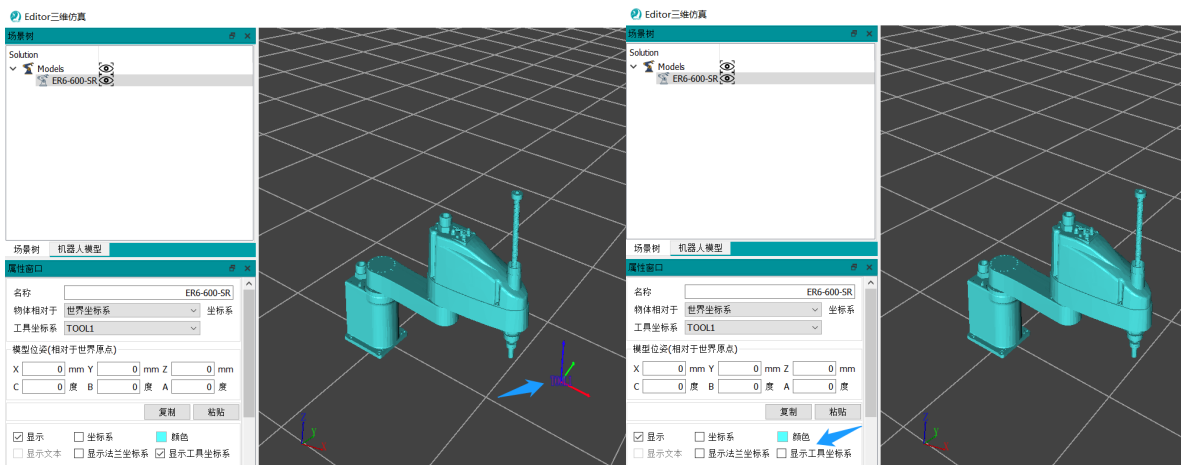 Editor三维仿真
场景树
Solution
Models
ER6-600-SR
场景树 机器人模型
属性窗口
名称 ER6-600-SR
物体相对于 世界坐标系 坐标系
工具坐标系 TOOL1
模型位姿(相对于世界原点)
X 0 mm Y 0 mm Z 0 mm
C 0 度 B 0 度 A 0 度
复制 粘贴
显示 坐标系 颜色
显示文本 显示法兰坐标系 显示工具坐标系
Z
y
Editor三维仿真
场景树
Solution
Models
ER6-600-SR
场景树 机器人模型
属性窗口
名称 ER6-600-SR
物体相对于 世界坐标系 坐标系
工具坐标系 TOOL1
模型位姿(相对于世界原点)
X 0 mm Y 0 mm Z 0 mm
C 0 度 B 0 度 A 0 度
复制 粘贴
显示 坐标系 颜色
显示文本 显示法兰坐标系 显示工具坐标系
Z
y